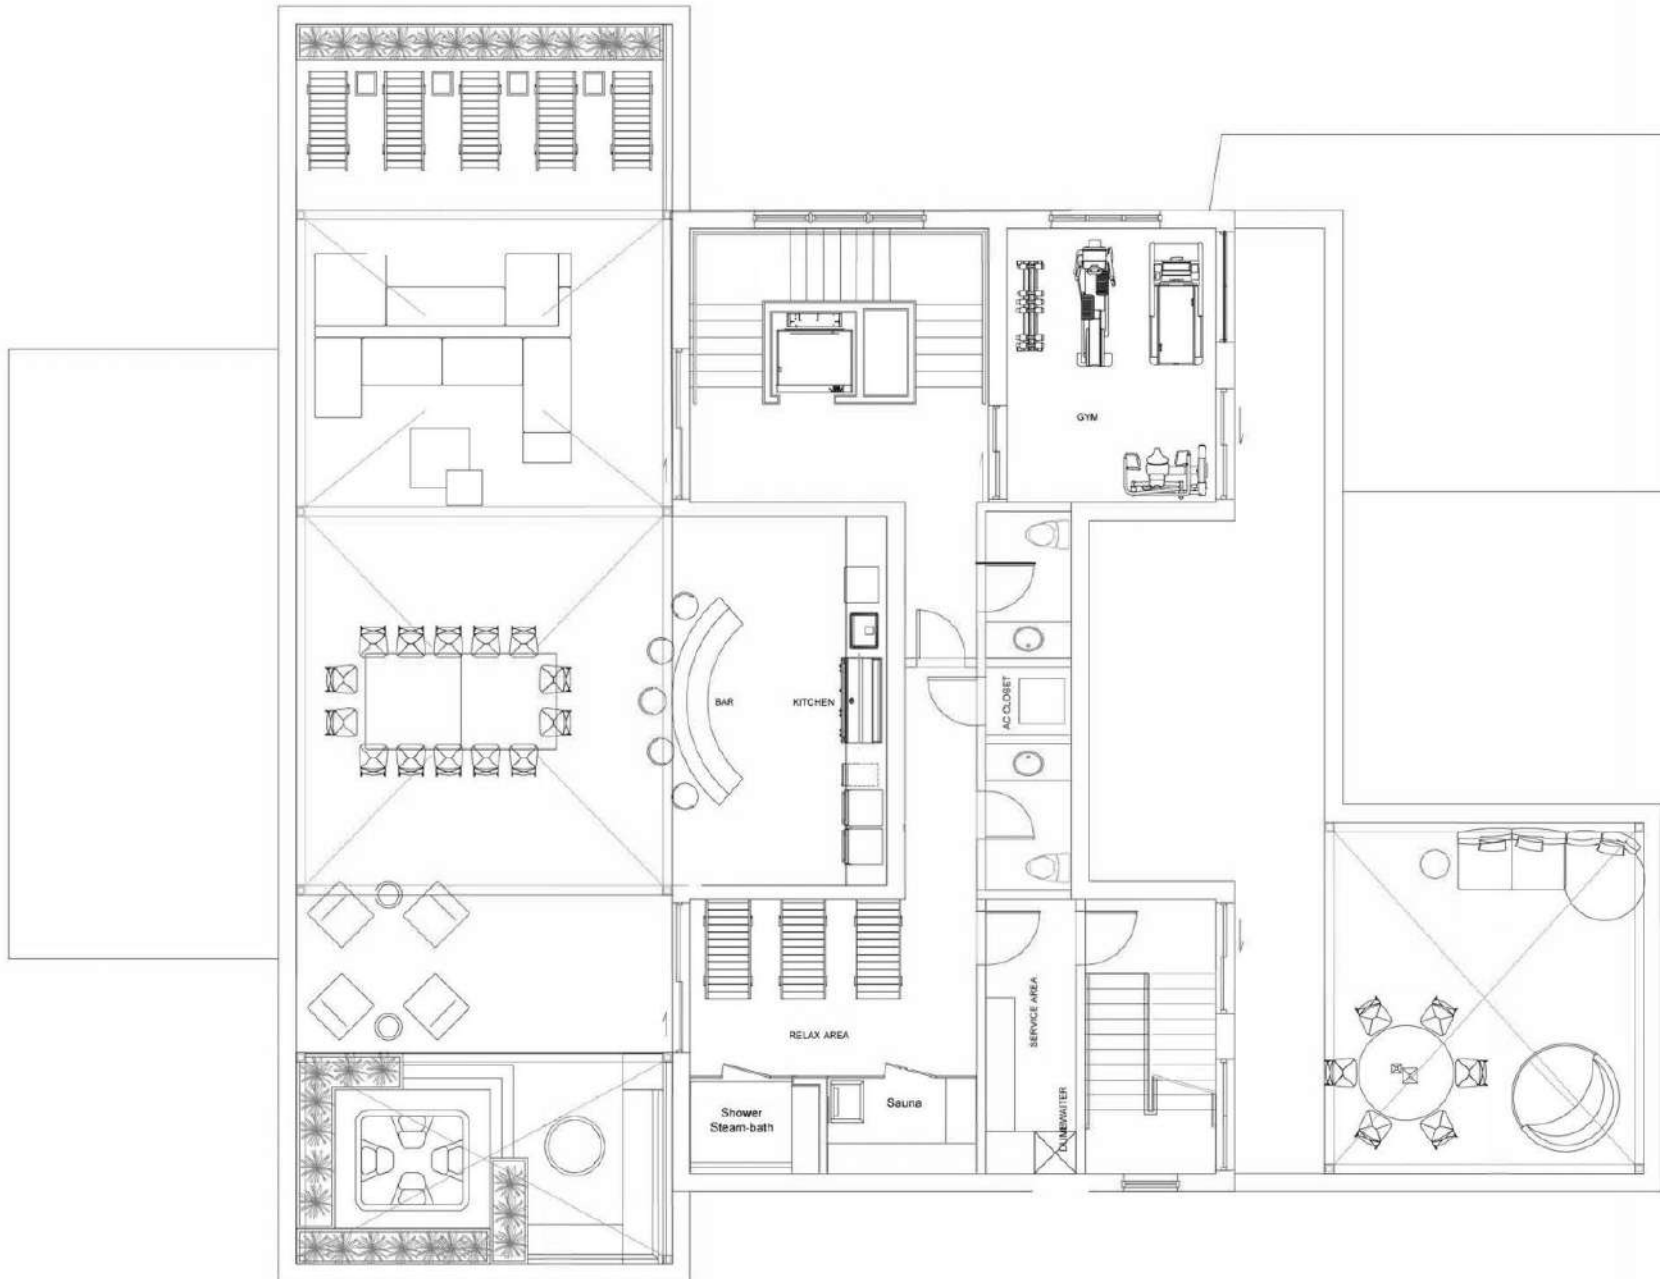 GYM
BAR
KITCHEN
AC CLOSET
RELAX AREA
SERVICE AREA
DUMBWAITER
Shower
Steam-bath
Sauna